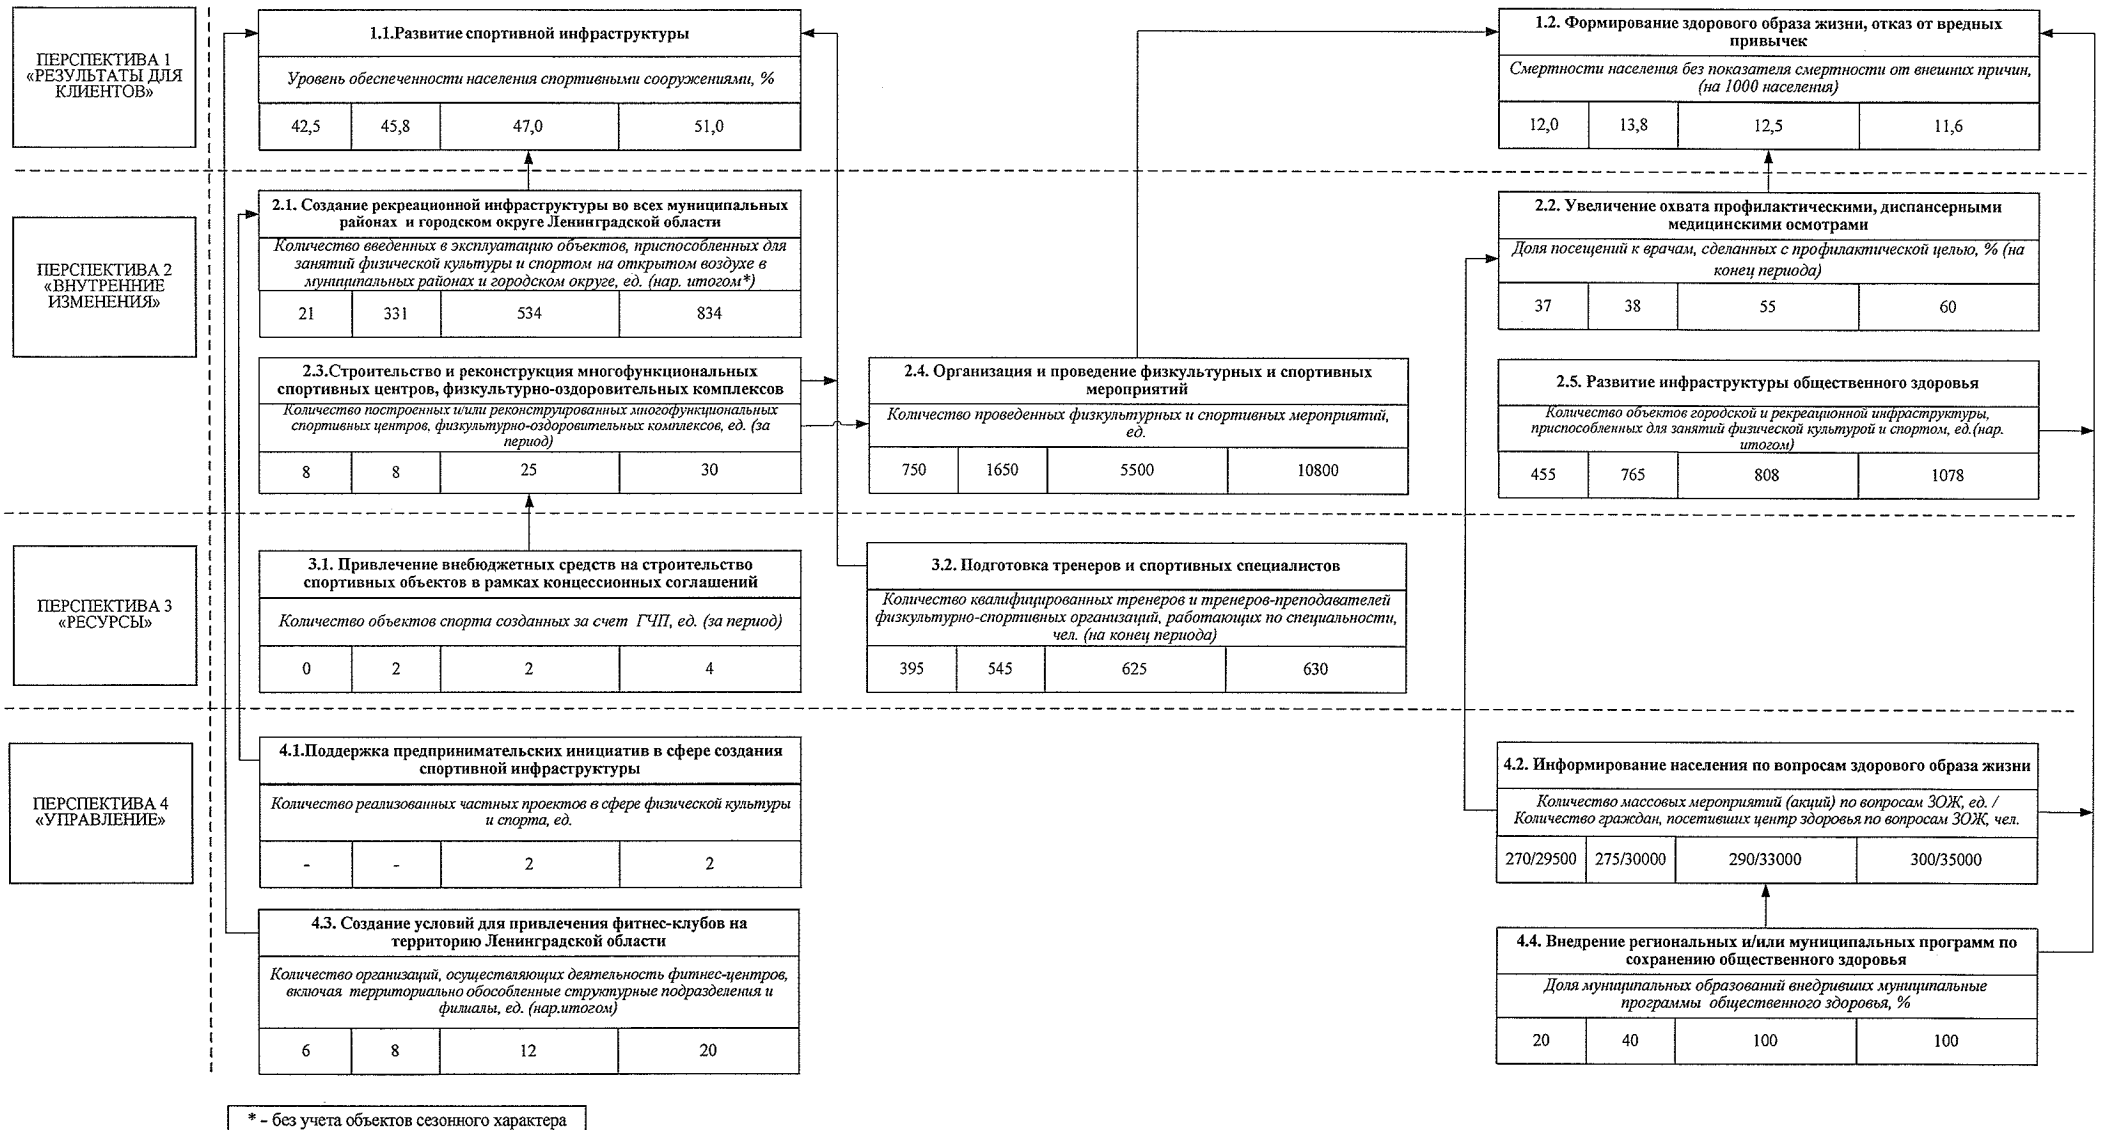 ПЕРСПЕКТИВА 1
«РЕЗУЛЬТАТЫ ДЛЯ
КЛИЕНТОВ»
1.1.Развитие спортивной инфраструктуры
Уровень обеспеченности населения спортивными сооружениями, %
42,5 45,8 47,0 51,0
1.2. Формирование здорового образа жизни, отказ от вредных
привычек
Смертности населения без показателя смертности от внешних причин,
(на 1000 населения)
12,0 13,8 12,5 11,6
ПЕРСПЕКТИВА 2
«ВНУТРЕННИЕ
ИЗМЕНЕНИЯ»
2.1. Создание рекреационной инфраструктуры во всех муниципальных
районах и городском округе Ленинградской области
Количество введенных в эксплуатацию объектов, приспособленных для
занятий физической культуры и спортом на открытом воздухе в
муниципальных районах и городском округе, ед. (нар. итогом*)
21 331 534 834
2.2. Увеличение охвата профилактическими, диспансерными
медицинскими осмотрами
Доля посещений к врачам, сделанных с профилактической целью, % (на
конец периода)
37 38 55 60
2.3.Строительство и реконструкция многофункциональных
спортивных центров, физкультурно-оздоровительных комплексов
Количество построенных и/или реконструированных многофункциональных
спортивных центров, физкультурно-оздоровительных комплексов, ед. (за
период)
8 8 25 30
2.4. Организация и проведение физкультурных и спортивных
мероприятий
Количество проведенных физкультурных и спортивных мероприятий,
ед.
750 1650 5500 10800
2.5. Развитие инфраструктуры общественного здоровья
Количество объектов городской и рекреационной инфраструктуры,
приспособленных для занятий физической культурой и спортом, ед.(нар.
итогом)
455 765 808 1078
ПЕРСПЕКТИВА 3
«РЕСУРСЫ»
3.1. Привлечение внебюджетных средств на строительство
спортивных объектов в рамках концессионных соглашений
Количество объектов спорта созданных за счет ГЧП, ед. (за период)
0 2 2 4
3.2. Подготовка тренеров и спортивных специалистов
Количество квалифицированных тренеров и тренеров-преподавателей
физкультурно-спортивных организаций, работающих по специальности,
чел. (на конец периода)
395 545 625 630
ПЕРСПЕКТИВА 4
«УПРАВЛЕНИЕ»
4.1.Поддержка предпринимательских инициатив в сфере создания
спортивной инфраструктуры
Количество реализованных частных проектов в сфере физической культуры
и спорта, ед.
- - 2 2
4.2. Информирование населения по вопросам здорового образа жизни
Количество массовых мероприятий (акций) по вопросам ЗОЖ, ед. /
Количество граждан, посетивших центр здоровья по вопросам ЗОЖ, чел.
270/29500 275/30000 290/33000 300/35000
4.3. Создание условий для привлечения фитнес-клубов на
территорию Ленинградской области
Количество организаций, осуществляющих деятельность фитнес-центров,
включая территориально обособленные структурные подразделения и
филиалы, ед. (нар.итогом)
6 8 12 20
4.4. Внедрение региональных и/или муниципальных программ по
сохранению общественного здоровья
Доля муниципальных образований внедривших муниципальные
программы общественного здоровья, %
20 40 100 100
* - без учета объектов сезонного характера